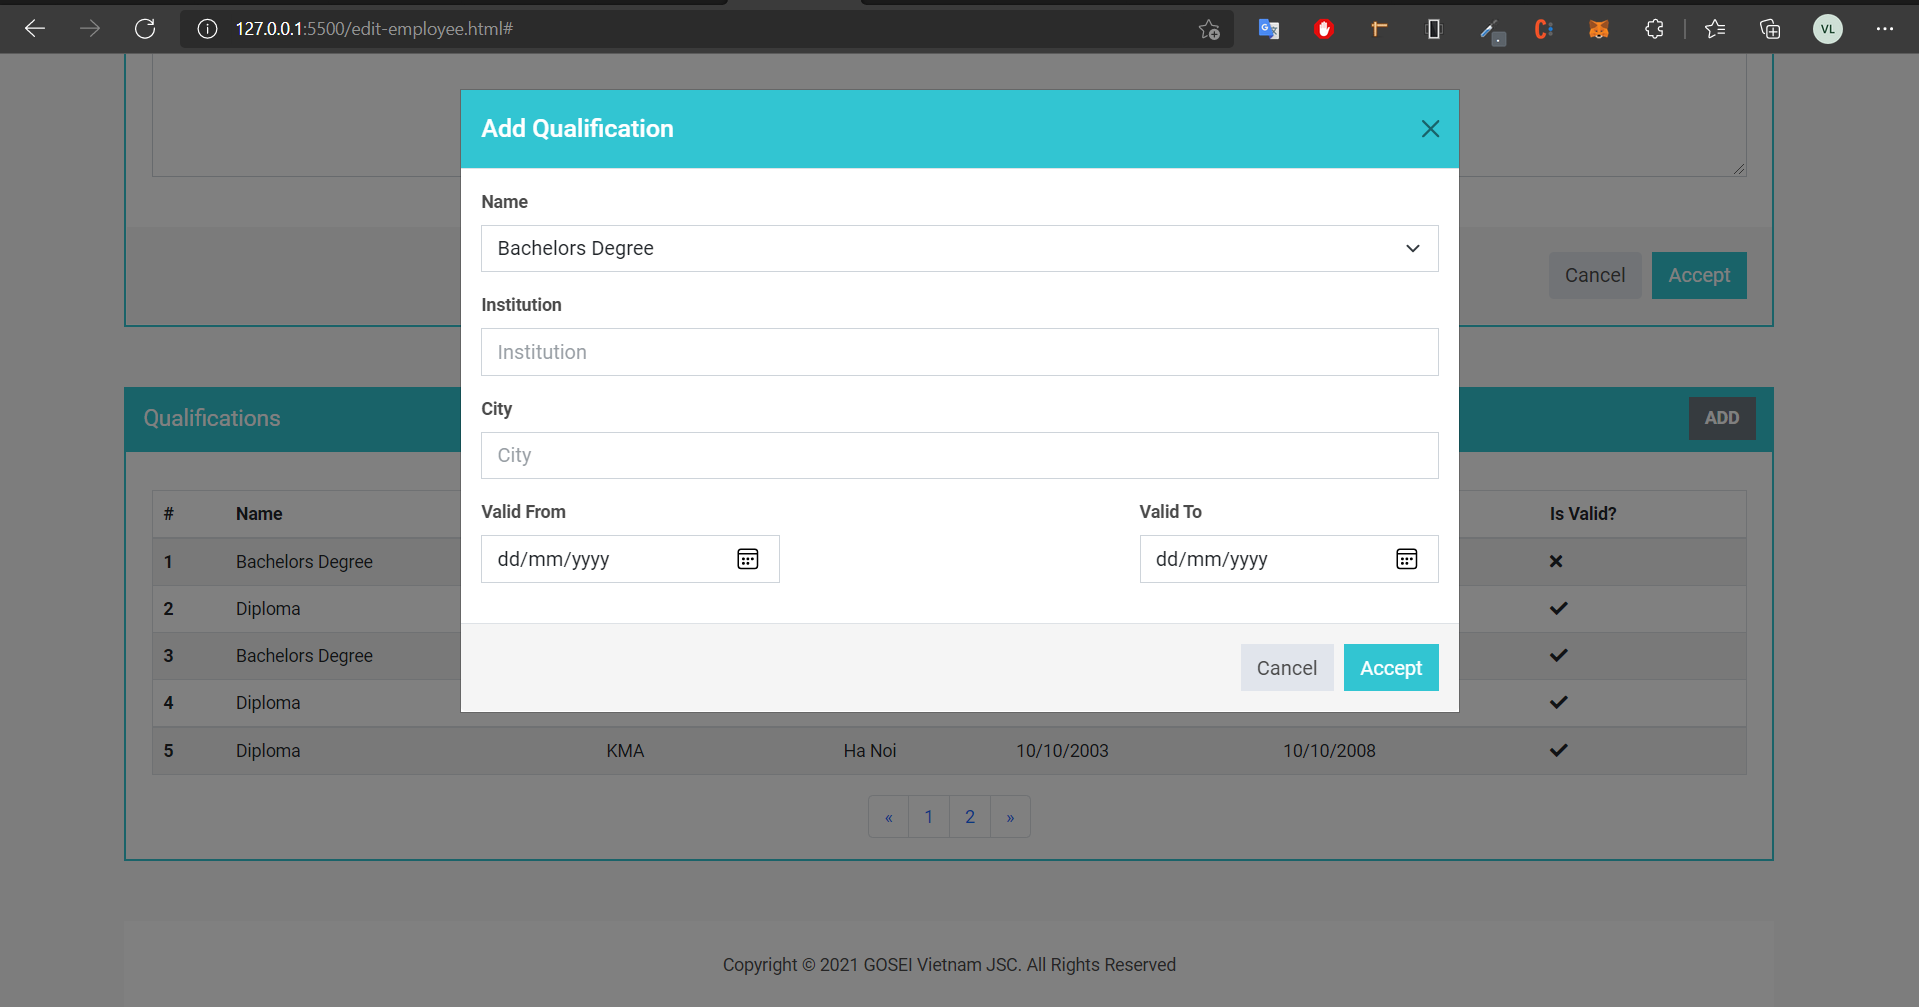 127.0.0.1:5500/edit-employee.html#
VL
Add Qualification
Name
Bachelors Degree
Institution
Institution
City
City
Valid From Valid To
dd/mm/yyyy dd/mm/yyyy
Cancel Accept
Cancel Accept
Qualifications ADD
# Name Is Valid?
1 Bachelors Degree
2 Diploma
3 Bachelors Degree
4 Diploma
5 Diploma KMA Ha Noi 10/10/2003 10/10/2008
« 1 2 »
Copyright © 2021 GOSEI Vietnam JSC. All Rights Reserved